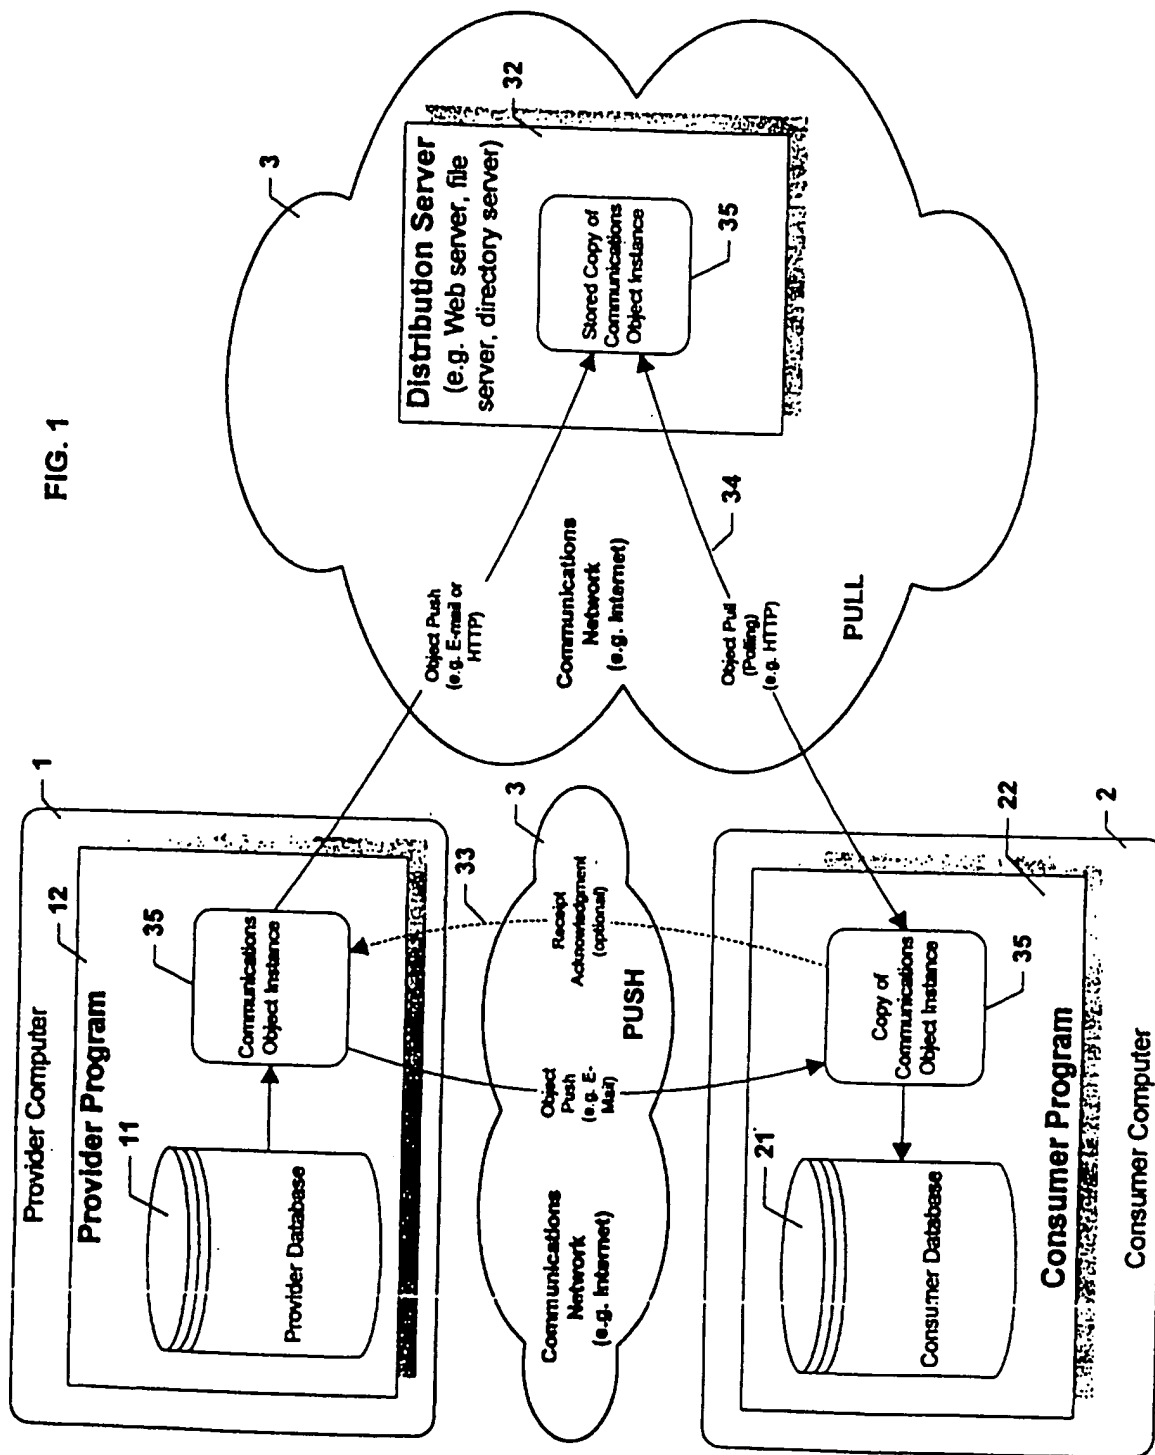 FIG. 1
Provider Computer
1
Provider Program
12
11
Provider Database
35
Communications
Object Instance
Communications
Network
(e.g. Internet)
Object
Push
(e.g. E-
Mail)
PUSH
Receipt
Acknowledgment
(optional)
33
3
Consumer Database
21
Copy of
Communications
Object Instance
35
22
Consumer Program
2
Consumer Computer
Object Push
(e.g. E-mail or
HTTP)
Communications
Network
(e.g. Internet)
Object Pull
(Polling)
(e.g. HTTP)
34
PULL
3
Distribution Server
(e.g. Web server, file
server, directory server)
32
Stored Copy of
Communications
Object Instance
35